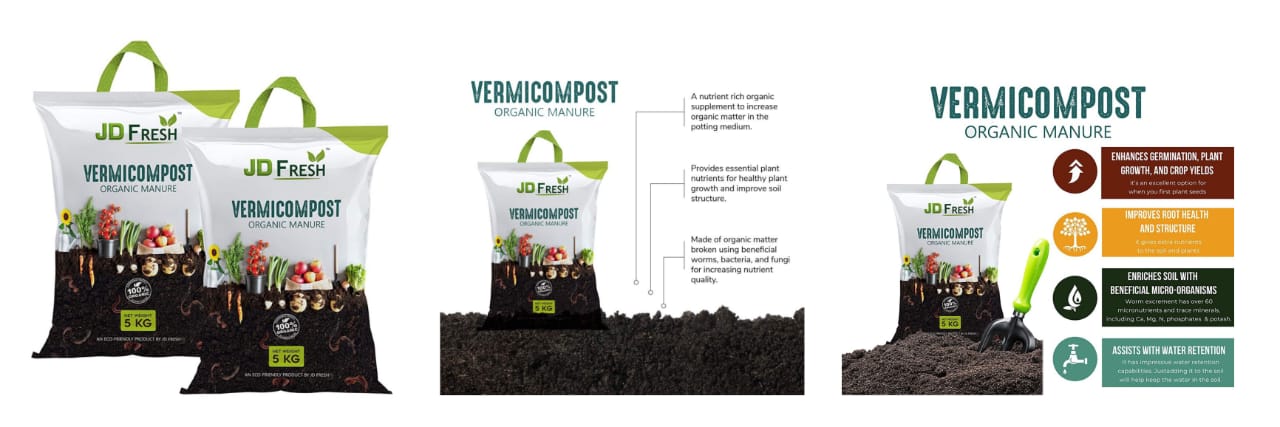 JD FRESH
™
VERMICOMPOST
ORGANIC MANURE
100%
ORGANIC
NET WEIGHT
5 KG
AN ECO-FRIENDLY PRODUCT BY JD FRESH
JD FRESH
™
VERMICOMPOST
ORGANIC MANURE
100%
ORGANIC
NET WEIGHT
5 KG
AN ECO-FRIENDLY PRODUCT BY JD FRESH
VERMICOMPOST
ORGANIC MANURE
A nutrient rich organic
supplement to increase
organic matter in the
potting medium.
Provides essential plant
nutrients for healthy plant
growth and improve soil
structure.
Made of organic matter
broken using beneficial
worms, bacteria, and fungi
for increasing nutrient
quality.
JD FRESH
VERMICOMPOST
ORGANIC MANURE
100%
NET WEIGHT
5 KG
VERMICOMPOST
ORGANIC MANURE
JD FRESH
VERMICOMPOST
ORGANIC MANURE
100%
NET WEIGHT
5 KG
ENHANCES GERMINATION, PLANT
GROWTH, AND CROP YIELDS
It's an excellent option for
when you first plant seeds
IMPROVES ROOT HEALTH
AND STRUCTURE
It gives extra nutrients
to the soil and plants
ENRICHES SOIL WITH
BENEFICIAL MICRO-ORGANISMS
Worm excrement has over 60
micronutrients and trace minerals,
including Ca, Mg, N, phosphates & potash.
ASSISTS WITH WATER RETENTION
It has impressive water retention
capabilities. Justadding it to the soil
will help keep the water in the soil.